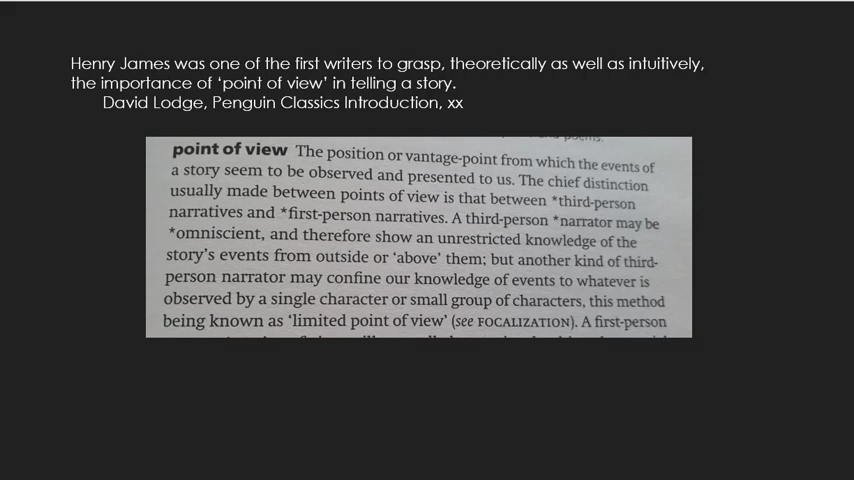 Henry James was one of the first writers to grasp, theoretically as well as intuitively,
the importance of ‘point of view’ in telling a story.
David Lodge, Penguin Classics Introduction, xx
poems.
point of view The position or vantage-point from which the events of
a story seem to be observed and presented to us. The chief distinction
usually made between points of view is that between *third-person
narratives and *first-person narratives. A third-person *narrator may be
*omniscient, and therefore show an unrestricted knowledge of the
story’s events from outside or ‘above’ them; but another kind of third-
person narrator may confine our knowledge of events to whatever is
observed by a single character or small group of characters, this method
being known as ‘limited point of view’ (see FOCALIZATION). A first-person